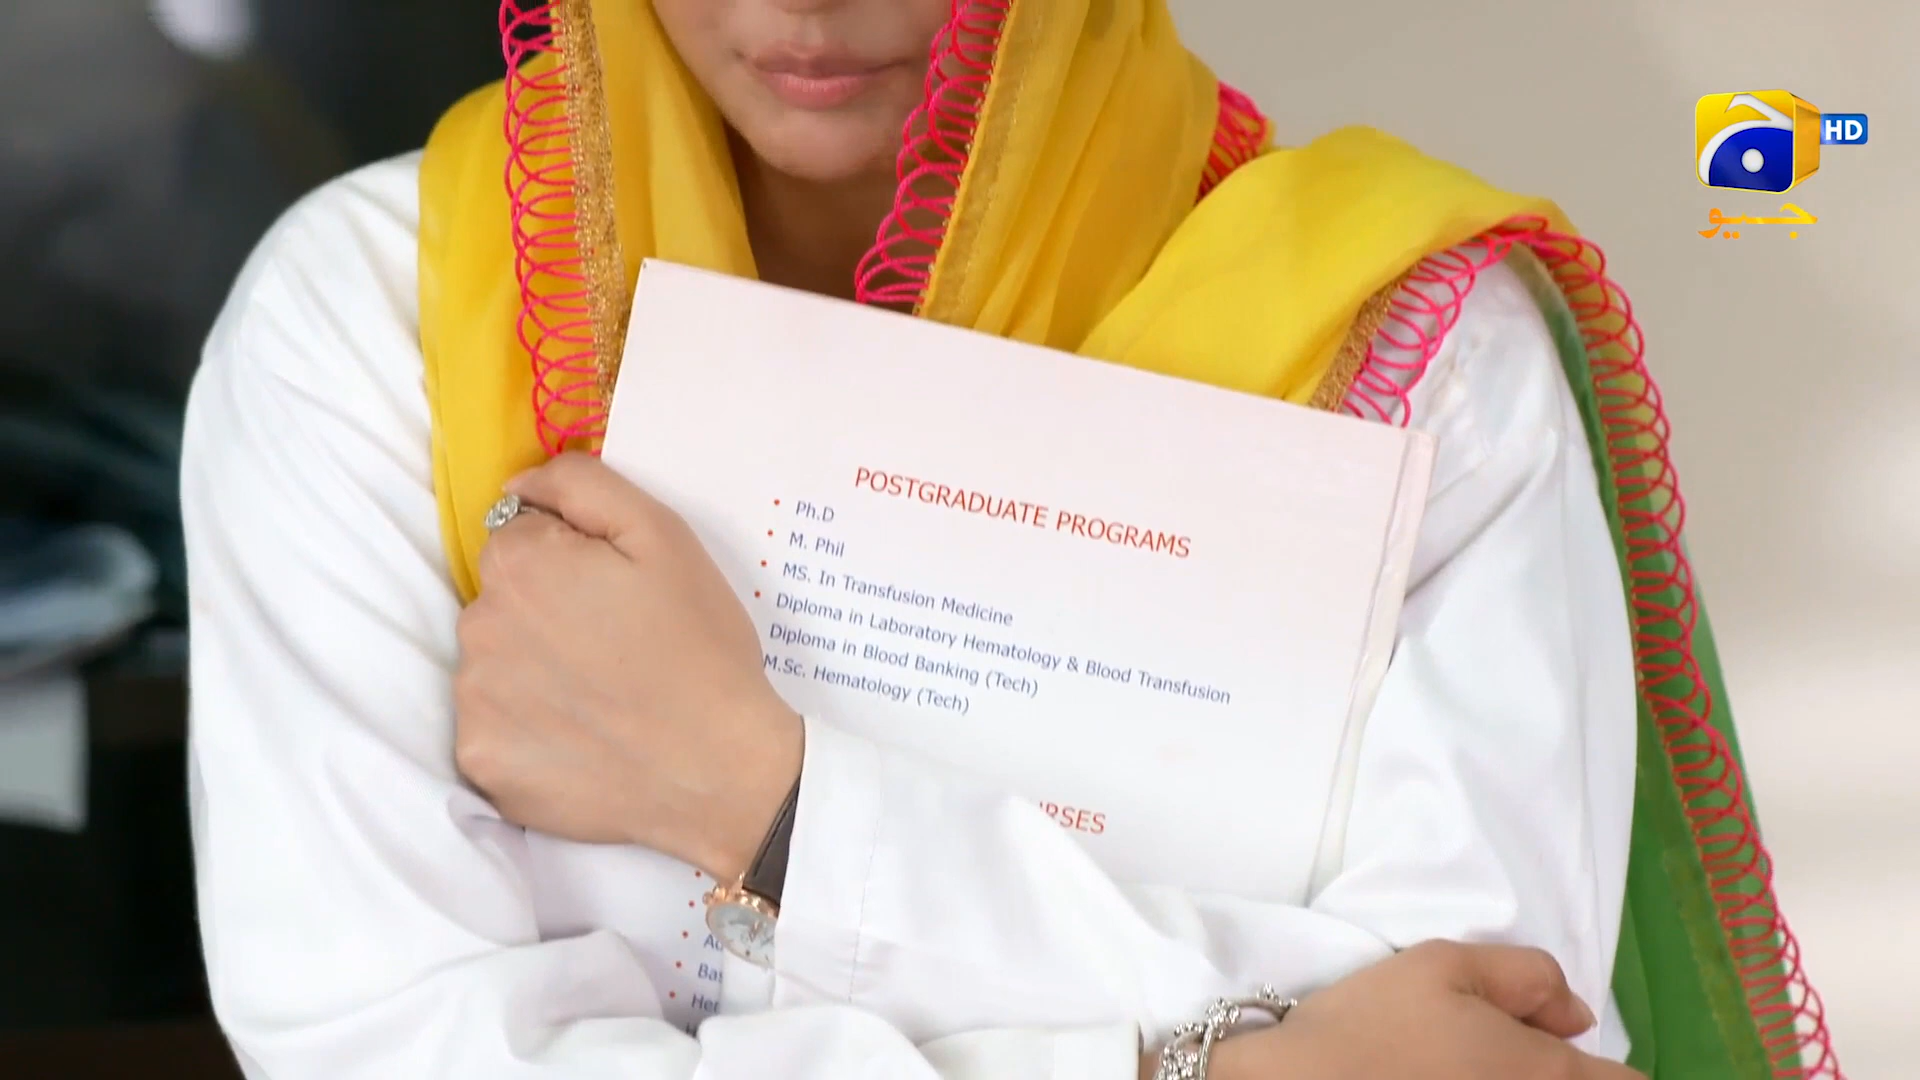 HD
جیو
POSTGRADUATE PROGRAMS
Ph.D
M. Phil
MS. In Transfusion Medicine
Diploma in Laboratory Hematology & Blood Transfusion
Diploma in Blood Banking (Tech)
M.Sc. Hematology (Tech)